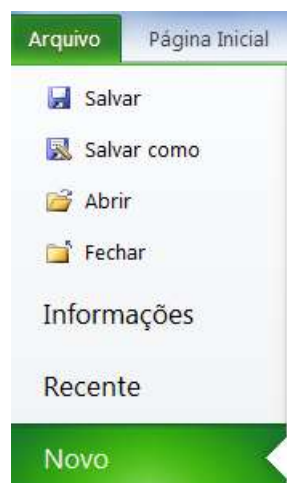 Arquivo Página Inicial
Salvar
Salvar como
Abrir
Fechar
Informações
Recente
Novo